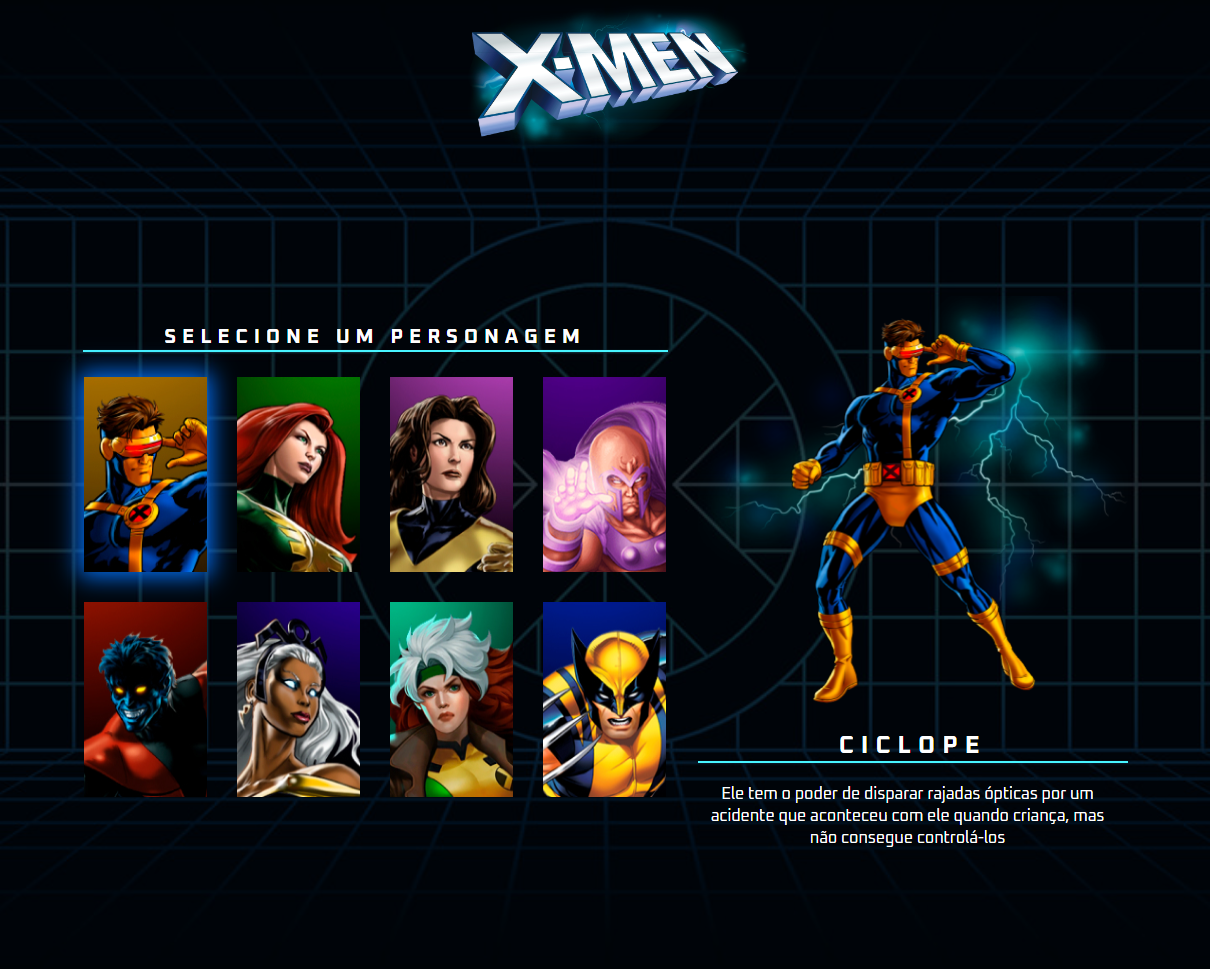 X-MEN
SELECIONE UM PERSONAGEM
CICLOPE
Ele tem o poder de disparar rajadas ópticas por um
acidente que aconteceu com ele quando criança, mas
não consegue controlá-los